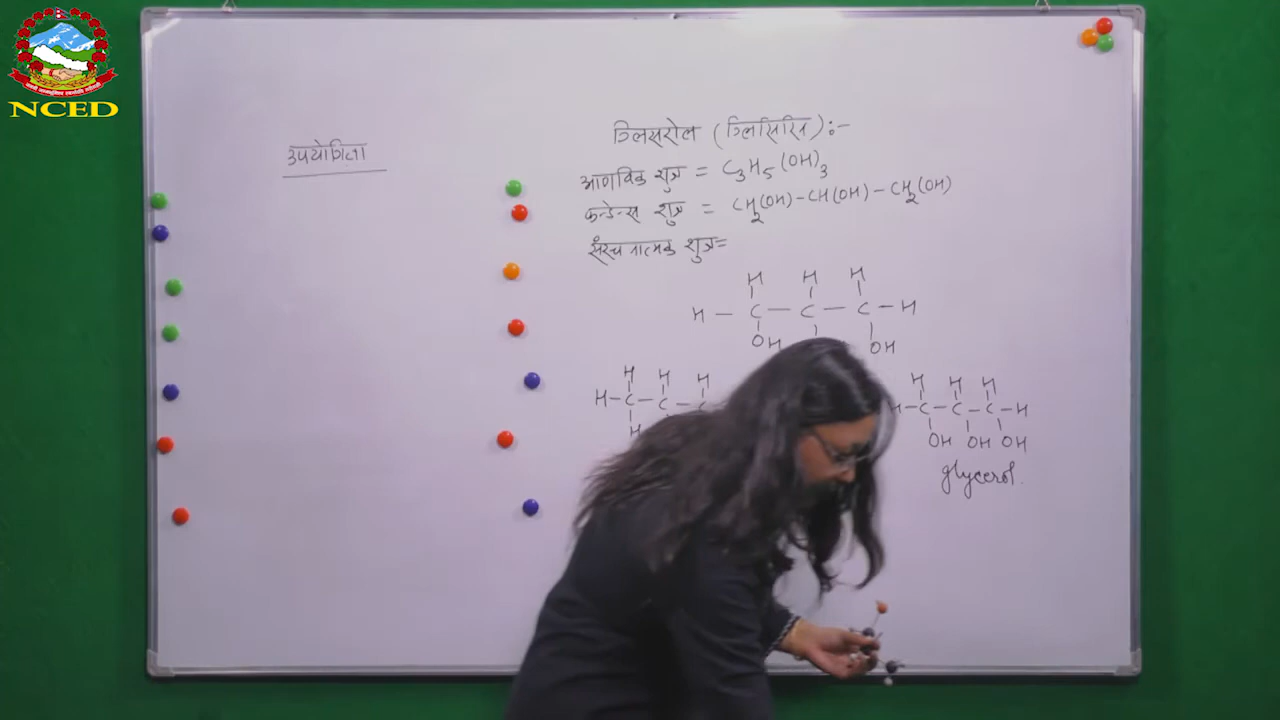 NCED
उपयोगिता
ग्लिसरोल (ग्लिसिरिन) :-
आणविक शुत्र = C3H5(OH)3
कन्डेन्स शुत्र = CH2(OH)-CH(OH)-CH2(OH)
संरचनात्मक शुत्र=
H H H
H - C - C - C - H
OH OH
H H H
H-C-C-C
H
H H H
H-C-C-C-H
OH OH OH
glycerol.